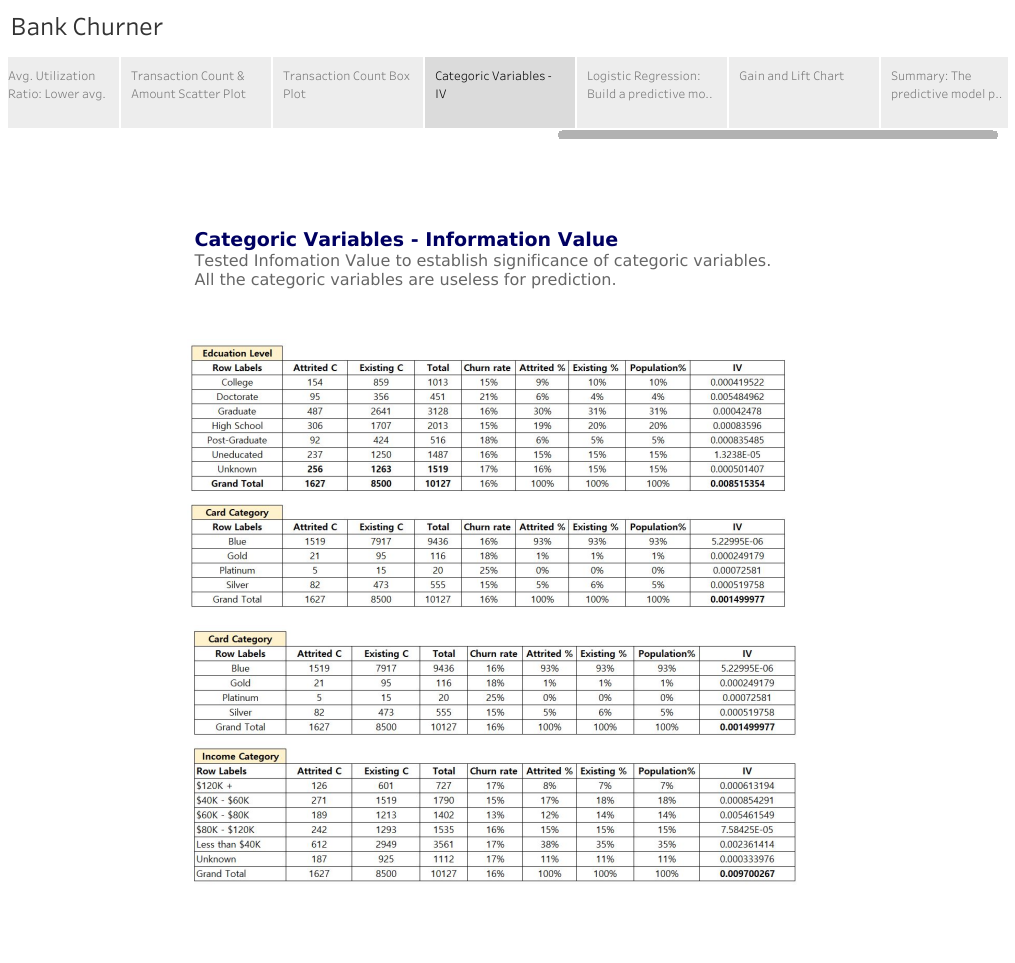 Bank Churner
Avg. Utilization
Ratio: Lower avg.
Transaction Count &
Amount Scatter Plot
Transaction Count Box
Plot
Categoric Variables -
IV
Logistic Regression:
Build a predictive mo..
Gain and Lift Chart
Summary: The
predictive model p..
Categoric Variables - Information Value
Tested Infomation Value to establish significance of categoric variables.
All the categoric variables are useless for prediction.
Edcuation Level
Row Labels Attrited C Existing C Total Churn rate Attrited % Existing % Population% IV
College 154 859 1013 15% 9% 10% 10% 0.000419522
Doctorate 95 356 451 21% 6% 4% 4% 0.005484962
Graduate 487 2641 3128 16% 30% 31% 31% 0.00042478
High School 306 1707 2013 15% 19% 20% 20% 0.00083596
Post-Graduate 92 424 516 18% 6% 5% 5% 0.000835485
Uneducated 237 1250 1487 16% 15% 15% 15% 1.3238E-05
Unknown 256 1263 1519 17% 16% 15% 15% 0.000501407
Grand Total 1627 8500 10127 16% 100% 100% 100% 0.008515354
Card Category
Row Labels Attrited C Existing C Total Churn rate Attrited % Existing % Population% IV
Blue 1519 7917 9436 16% 93% 93% 93% 5.22995E-06
Gold 21 95 116 18% 1% 1% 1% 0.000249179
Platinum 5 15 20 25% 0% 0% 0% 0.00072581
Silver 82 473 555 15% 5% 6% 5% 0.000519758
Grand Total 1627 8500 10127 16% 100% 100% 100% 0.001499977
Card Category
Row Labels Attrited C Existing C Total Churn rate Attrited % Existing % Population% IV
Blue 1519 7917 9436 16% 93% 93% 93% 5.22995E-06
Gold 21 95 116 18% 1% 1% 1% 0.000249179
Platinum 5 15 20 25% 0% 0% 0% 0.00072581
Silver 82 473 555 15% 5% 6% 5% 0.000519758
Grand Total 1627 8500 10127 16% 100% 100% 100% 0.001499977
Income Category
Row Labels Attrited C Existing C Total Churn rate Attrited % Existing % Population% IV
$120K + 126 601 727 17% 8% 7% 7% 0.000613194
$40K - $60K 271 1519 1790 15% 17% 18% 18% 0.000854291
$60K - $80K 189 1213 1402 13% 12% 14% 14% 0.005461549
$80K - $120K 242 1293 1535 16% 15% 15% 15% 7.58425E-05
Less than $40K 612 2949 3561 17% 38% 35% 35% 0.002361414
Unknown 187 925 1112 17% 11% 11% 11% 0.000333976
Grand Total 1627 8500 10127 16% 100% 100% 100% 0.009700267